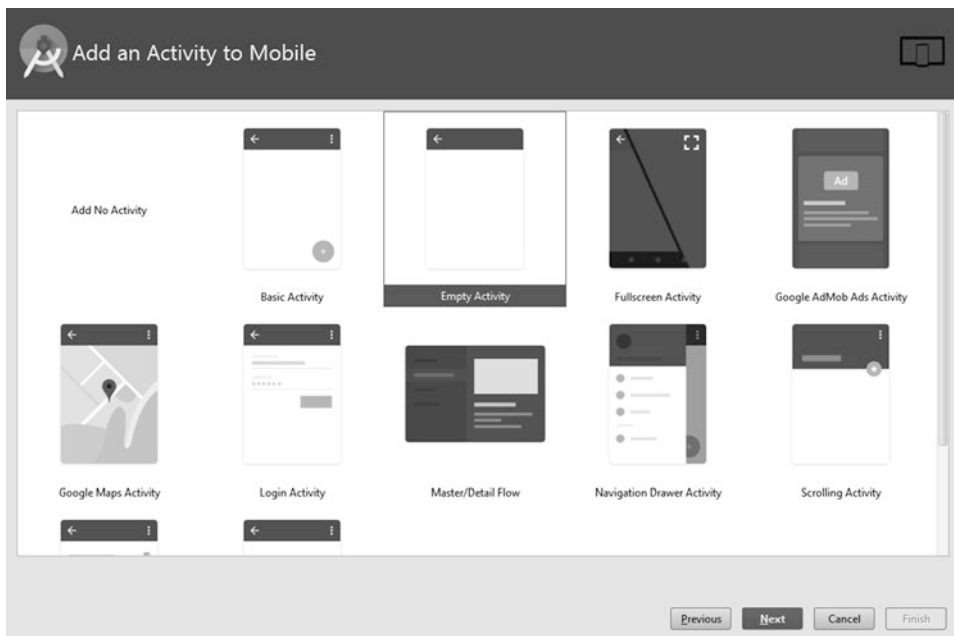 Add an Activity to Mobile
Add No Activity
Basic Activity
Empty Activity
Fullscreen Activity
Ad
Google AdMob Ads Activity
Google Maps Activity
Login Activity
Master/Detail Flow
Navigation Drawer Activity
Scrolling Activity
Previous
Next
Cancel
Finish